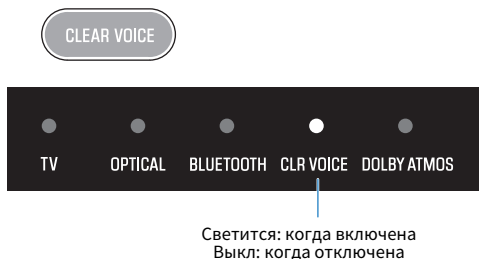 CLEAR VOICE
TV OPTICAL BLUETOOTH CLR VOICE DOLBY ATMOS
Светится: когда включена
Выкл: когда отключена